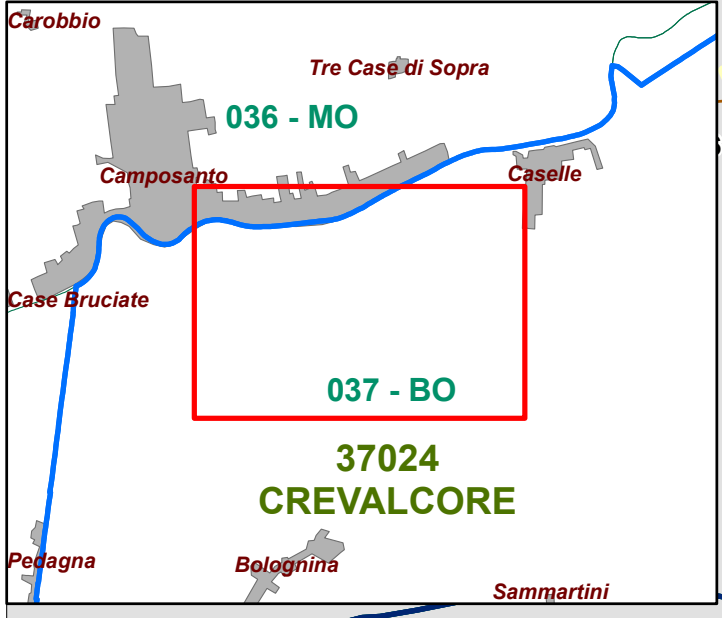 Carobbio
Tre Case di Sopra
036 - MO
Camposanto
Caselle
Case Bruciate
037 - BO
37024
CREVALCORE
Pedagna
Bolognina
Sammartini